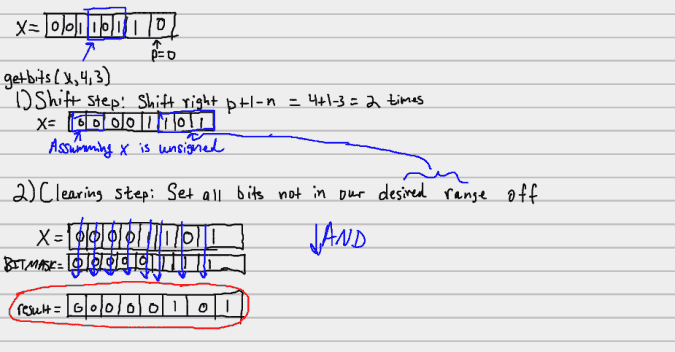 X= 0 0 1 1 0 1 1 0
p=0
getbits(x,4,3)
1) Shift Step: Shift right p+1-n = 4+1-3=2 times
X= 0 0 0 0 1 1 0 1
Assumming x is unsigned
2) Clearing Step: Set all bits not in our desired range off
X= 0 0 0 0 1 1 0 1
↓AND
BITMASK= 0 0 0 0 0 1 1 1
result= 0 0 0 0 0 1 0 1